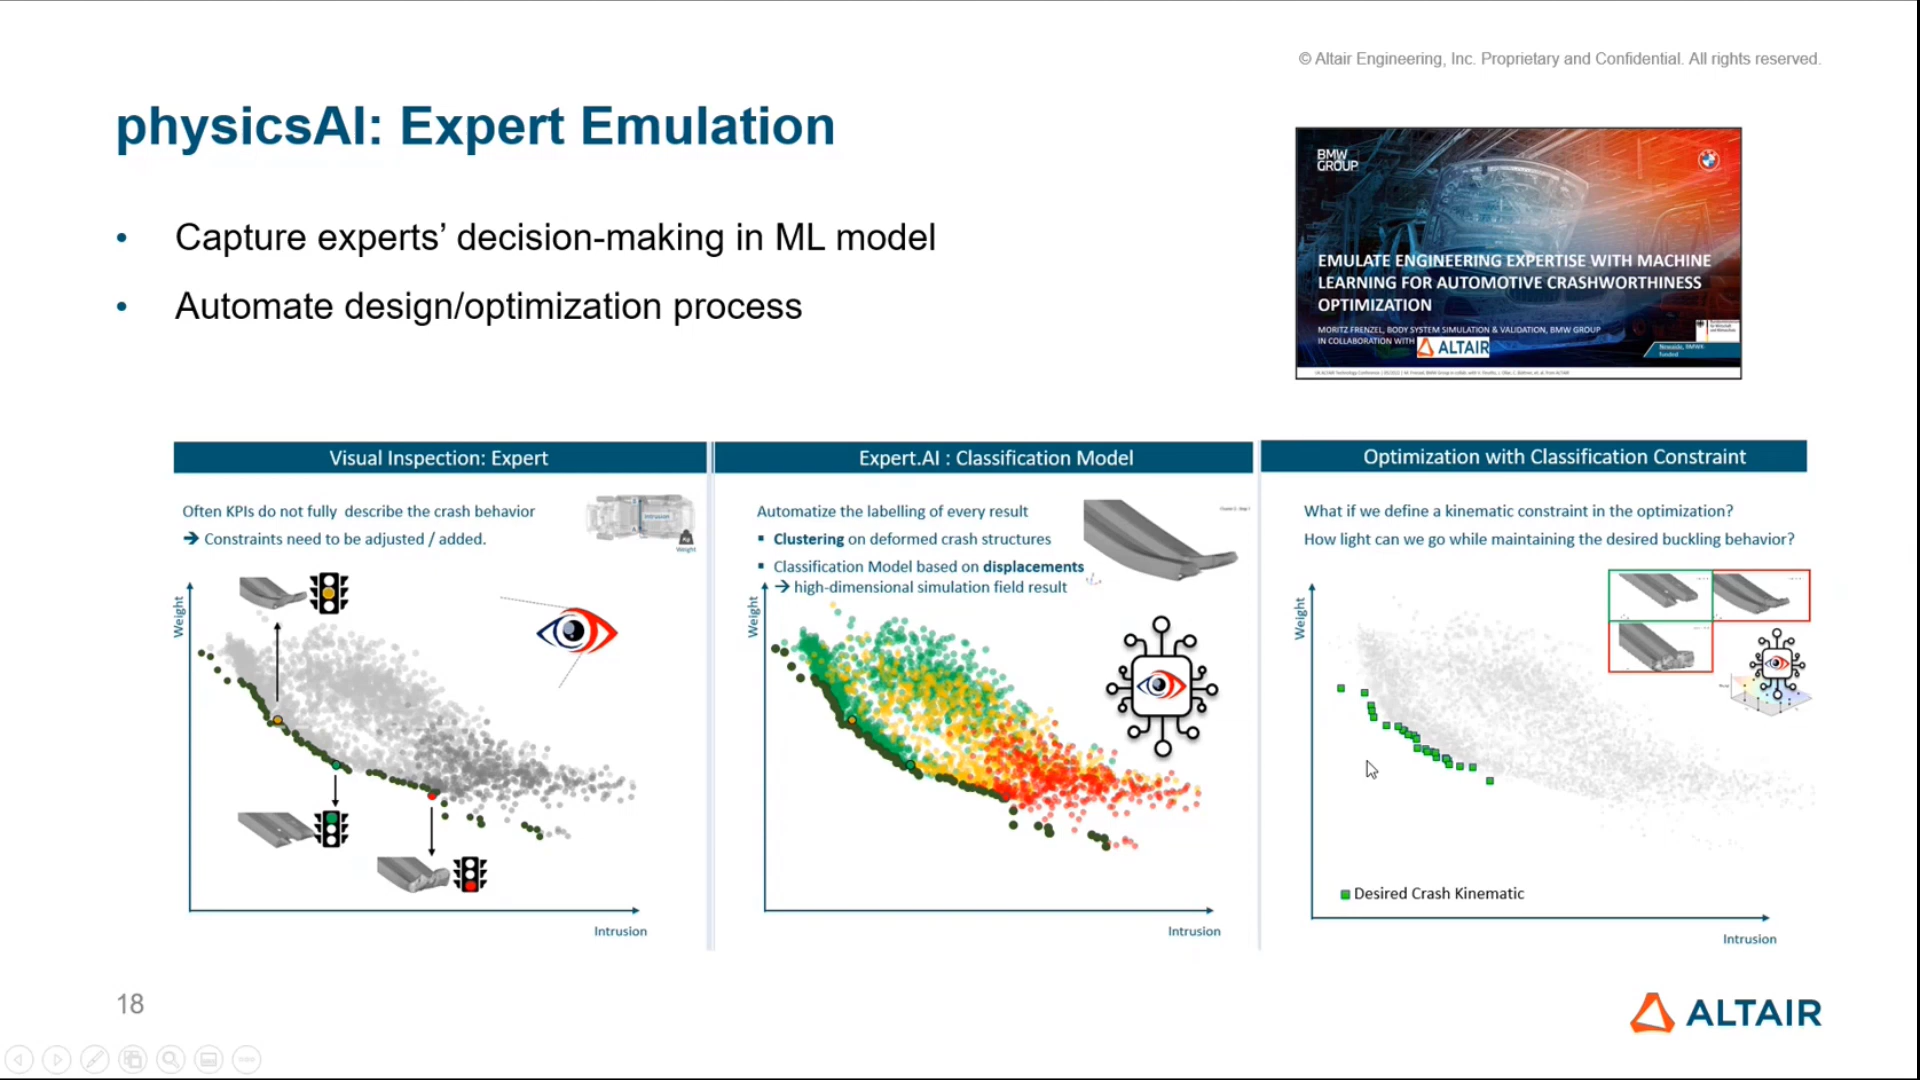 © Altair Engineering, Inc. Proprietary and Confidential. All rights reserved.
physicsAI: Expert Emulation
• Capture experts’ decision-making in ML model
• Automate design/optimization process
BMW
GROUP
EMULATE ENGINEERING EXPERTISE WITH MACHINE
LEARNING FOR AUTOMOTIVE CRASHWORTHINESS
OPTIMIZATION
MORITZ FRENZEL, BODY SYSTEM SIMULATION & VALIDATION, BMW GROUP
IN COLLABORATION WITH ALTAIR
Visual Inspection: Expert
Often KPIs do not fully describe the crash behavior
➔ Constraints need to be adjusted / added.
Weight
Weight
Intrusion
Expert.AI : Classification Model
Automatize the labelling of every result
▪ Clustering on deformed crash structures
▪ Classification Model based on displacements
➔ high-dimensional simulation field result
Weight
Intrusion
Optimization with Classification Constraint
What if we define a kinematic constraint in the optimization?
How light can we go while maintaining the desired buckling behavior?
Weight
Desired Crash Kinematic
Intrusion
18
ALTAIR